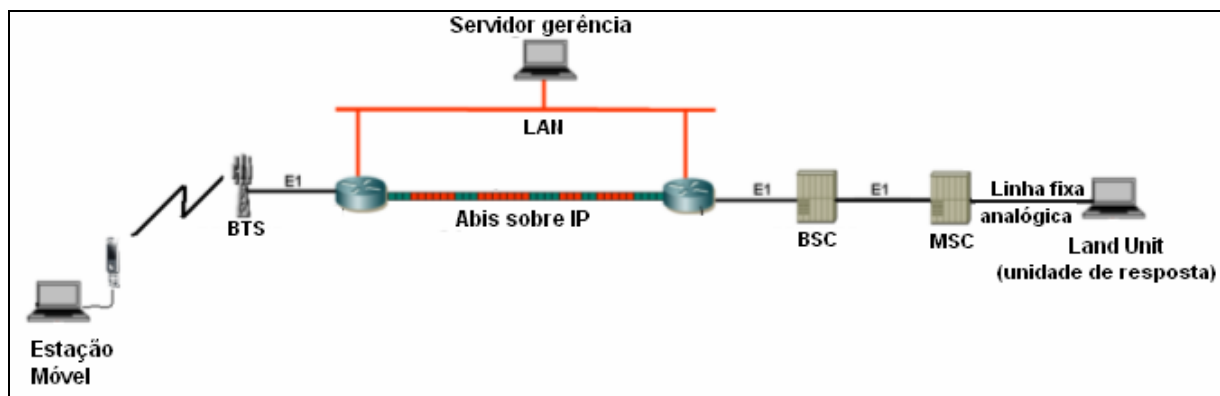 Servidor gerência
LAN
E1
Abis sobre IP
BTS
E1
E1
BSC
MSC
Linha fixa
analógica
Land Unit
(unidade de resposta)
Estação
Móvel